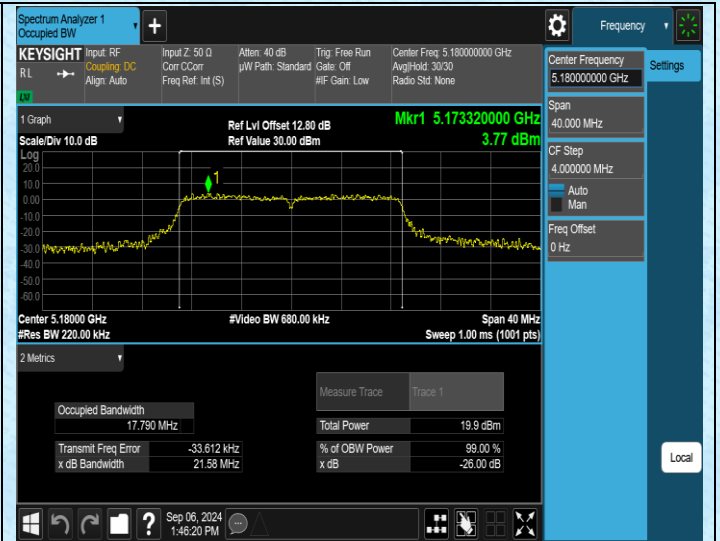 Spectrum Analyzer 1
Occupied BW
+
Frequency
KEYSIGHT
RL
LXI
Input: RF
Coupling: DC
Align: Auto
Input Z: 50 Ω
Corr CCorr
Freq Ref: Int (S)
Atten: 40 dB
µW Path: Standard
Trig: Free Run
Gate: Off
#IF Gain: Low
Center Freq: 5.180000000 GHz
Avg|Hold: 30/30
Radio Std: None
Center Frequency
5.180000000 GHz
Settings
Span
40.000 MHz
CF Step
4.000000 MHz
Auto
Man
Freq Offset
0 Hz
Local
1 Graph
Scale/Div 10.0 dB
Ref Lvl Offset 12.80 dB
Ref Value 30.00 dBm
Mkr1 5.173320000 GHz
3.77 dBm
Log
20.0
10.0
0.00
-10.0
-20.0
-30.0
-40.0
-50.0
-60.0
1
Center 5.18000 GHz
#Video BW 680.00 kHz
Span 40 MHz
#Res BW 220.00 kHz
Sweep 1.00 ms (1001 pts)
2 Metrics
Measure Trace
Trace 1
Occupied Bandwidth
17.790 MHz
Total Power
19.9 dBm
Transmit Freq Error
-33.612 kHz
% of OBW Power
99.00 %
x dB Bandwidth
21.58 MHz
x dB
-26.00 dB
?
Sep 06, 2024
1:46:20 PM